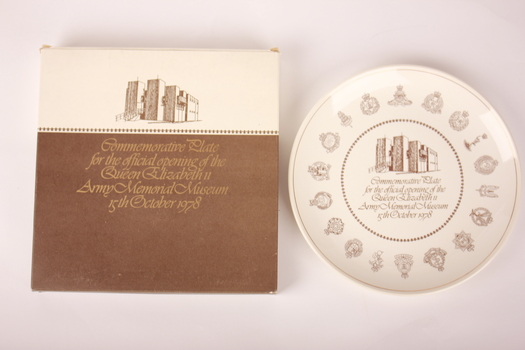 Commemorative Plate
for the official opening of the
Queen Elizabeth II
Army Memorial Museum
15th October 1978
Commemorative Plate
for the official opening of the
Queen Elizabeth II
Army Memorial Museum
15th October 1978